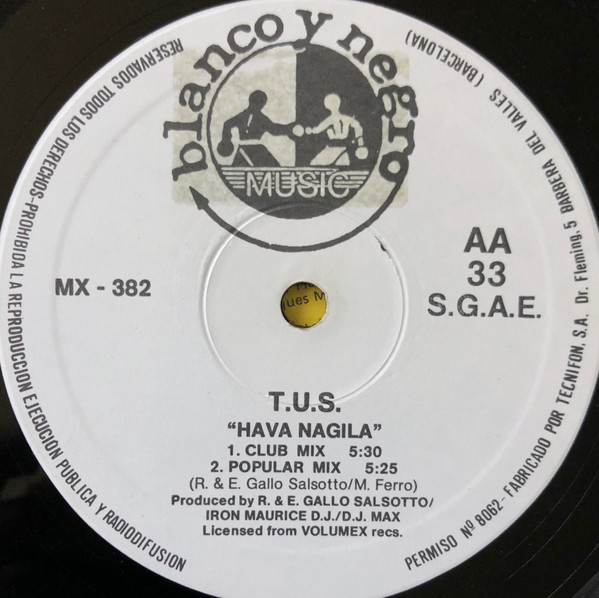 blanco y negro
MUSIC
MX - 382
AA
33
S.G.A.E.
ues M
T.U.S.
“HAVA NAGILA”
1. CLUB MIX 5:30
2. POPULAR MIX 5:25
(R. & E. Gallo Salsotto/M. Ferro)
Produced by R. & E. GALLO SALSOTTO/
IRON MAURICE D.J./D.J. MAX
Licensed from VOLUMEX recs.
RESERVADOS TODOS LOS DERECHOS-PROHIBIDA LA REPRODUCCION EJECUCIÓN PUBLICA Y RADIODIFUSION
PERMISO Nº 8062- FABRICADO POR TECNIFON, S.A. Dr. Fleming, 5 BARBERA DEL VALLES (BARCELONA)